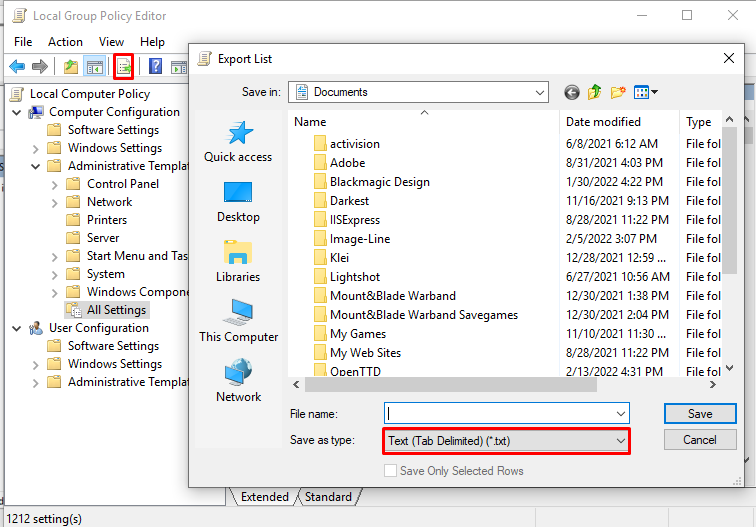 Local Group Policy Editor
File Action View Help
Local Computer Policy
Computer Configuration
Software Settings
Windows Settings
Administrative Templat
Control Panel
Network
Printers
Server
Start Menu and Tas
System
Windows Compone
All Settings
User Configuration
Software Settings
Windows Settings
Administrative Templat
Export List
Save in: Documents
Quick access
Desktop
Libraries
This Computer
Network
Name Date modified Type
activision 6/8/2021 6:12 AM File fol
Adobe 8/31/2021 4:03 PM File fol
Blackmagic Design 1/30/2022 4:22 PM File fol
Darkest 11/16/2021 9:13 PM File fol
IISExpress 8/28/2021 11:22 PM File fol
Image-Line 2/5/2022 3:07 PM File fol
Klei 12/28/2021 12:59 ... File fol
Lightshot 6/27/2021 10:56 AM File fol
Mount&Blade Warband 12/30/2021 1:38 PM File fol
Mount&Blade Warband Savegames 12/30/2021 2:04 PM File fol
My Games 11/10/2021 11:30 ... File fol
My Web Sites 8/28/2021 11:22 PM File fol
OpenTTD 2/13/2022 4:31 PM File fol
File name: Save
Save as type: Text (Tab Delimited) (*.txt) Cancel
Save Only Selected Rows
Extended Standard
1212 setting(s)